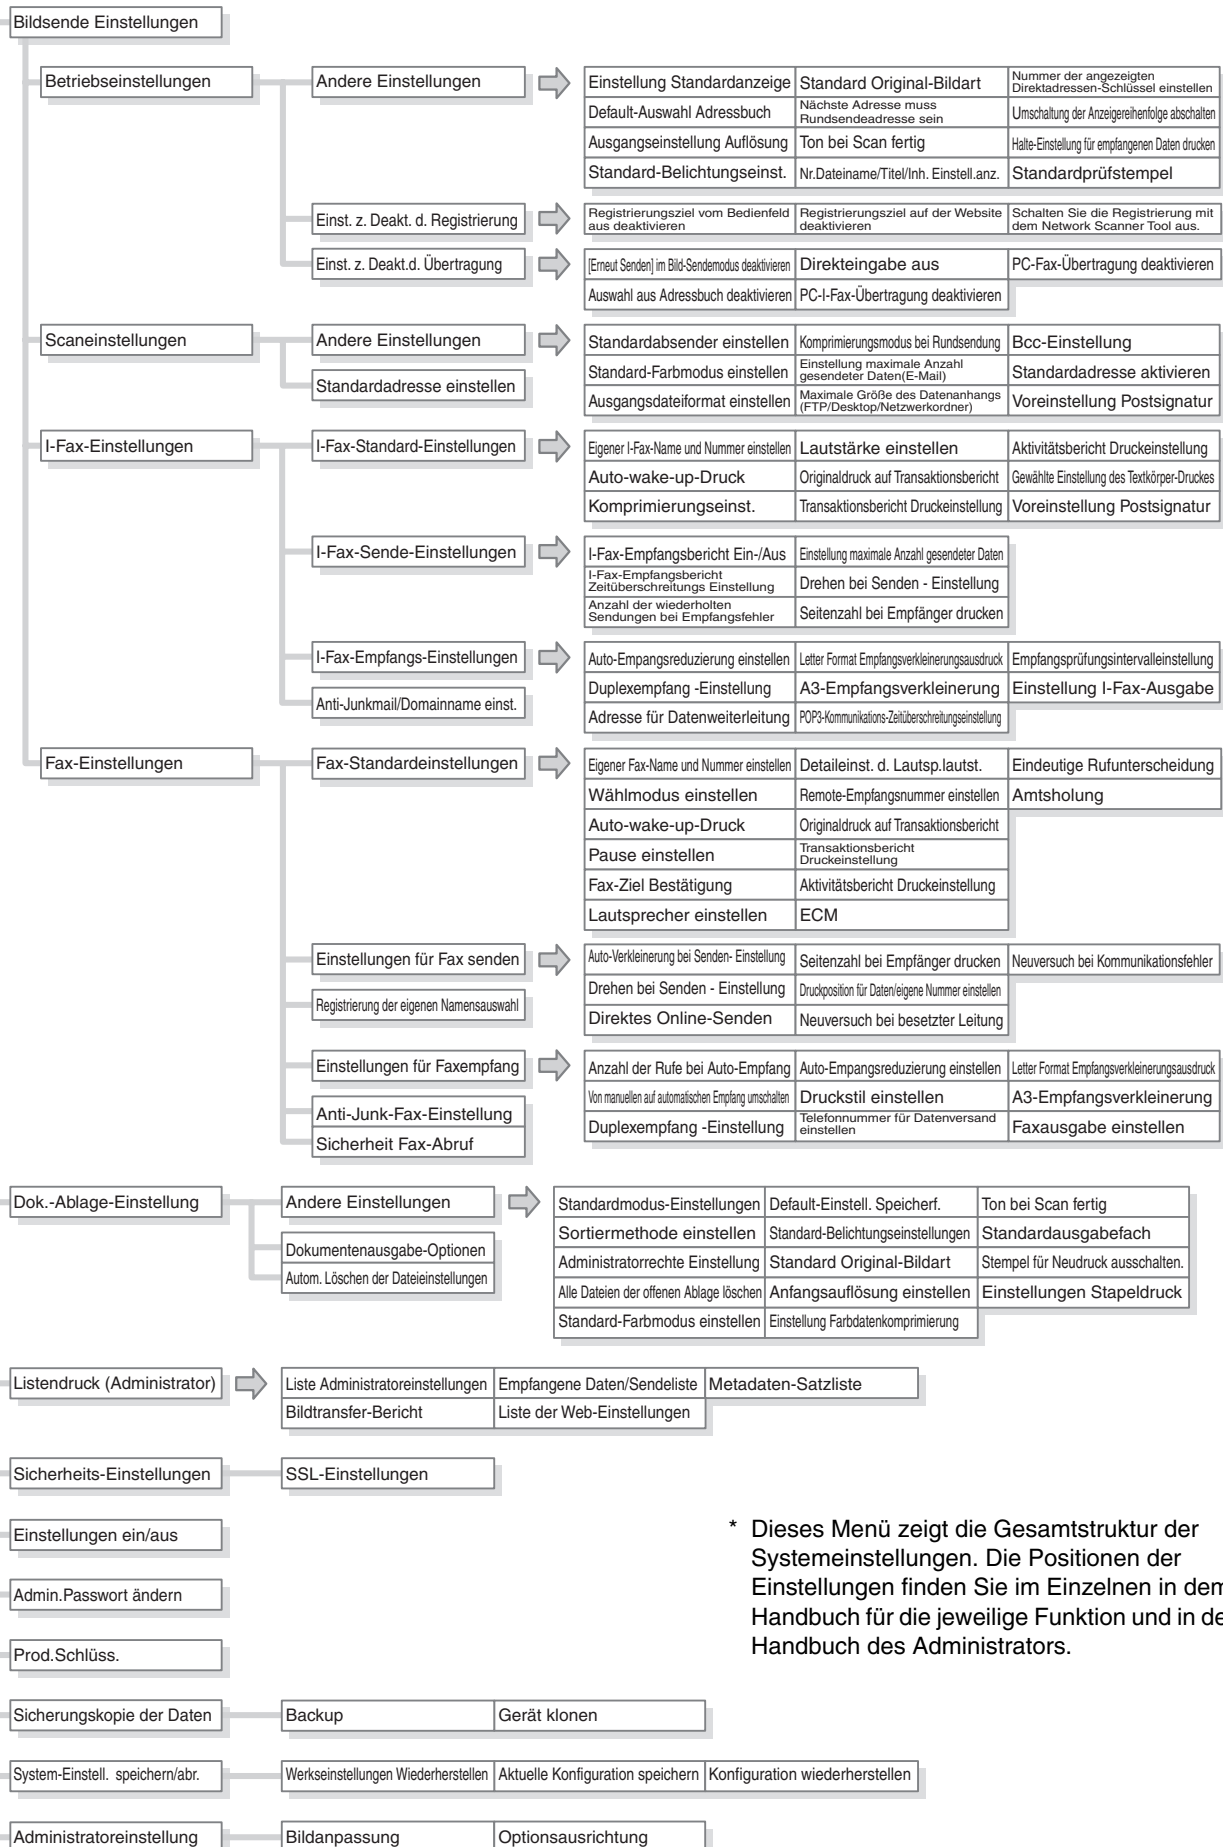 Bildsende Einstellungen
Betriebseinstellungen
Andere Einstellungen
Einstellung Standardanzeige
Standard Original-Bildart
Nummer der angezeigten
Direktadressen-Schlüssel einstellen
Default-Auswahl Adressbuch
Nächste Adresse muss
Rundsendeadresse sein
Umschaltung der Anzeigereihenfolge abschalten
Ausgangseinstellung Auflösung
Ton bei Scan fertig
Halte-Einstellung für empfangenen Daten drucken
Standard-Belichtungseinst.
Nr.Dateiname/Titel/Inh. Einstell.anz.
Standardprüfstempel
Einst. z. Deakt. d. Registrierung
Registrierungsziel vom Bedienfeld
aus deaktivieren
Registrierungsziel auf der Website
deaktivieren
Schalten Sie die Registrierung mit
dem Network Scanner Tool aus.
Einst. z. Deakt.d. Übertragung
[Erneut Senden] im Bild-Sendemodus deaktivieren
Direkteingabe aus
PC-Fax-Übertragung deaktivieren
Auswahl aus Adressbuch deaktivieren
PC-I-Fax-Übertragung deaktivieren
Scaneinstellungen
Andere Einstellungen
Standardabsender einstellen
Komprimierungsmodus bei Rundsendung
Bcc-Einstellung
Standardadresse einstellen
Standard-Farbmodus einstellen
Einstellung maximale Anzahl
gesendeter Daten(E-Mail)
Standardadresse aktivieren
Ausgangsdateiformat einstellen
Maximale Größe des Datenanhangs
(FTP/Desktop/Netzwerkordner)
Voreinstellung Postsignatur
I-Fax-Einstellungen
I-Fax-Standard-Einstellungen
Eigener I-Fax-Name und Nummer einstellen
Lautstärke einstellen
Aktivitätsbericht Druckeinstellung
Auto-wake-up-Druck
Originaldruck auf Transaktionsbericht
Gewählte Einstellung des Textkörper-Druckes
Komprimierungseinst.
Transaktionsbericht Druckeinstellung
Voreinstellung Postsignatur
I-Fax-Sende-Einstellungen
I-Fax-Empfangsbericht Ein-/Aus
Einstellung maximale Anzahl gesendeter Daten
I-Fax-Empfangsbericht
Zeitüberschreitungs Einstellung
Drehen bei Senden - Einstellung
Anzahl der wiederholten
Sendungen bei Empfangsfehler
Seitenzahl bei Empfänger drucken
I-Fax-Empfangs-Einstellungen
Auto-Empangsreduzierung einstellen
Letter Format Empfangsverkleinerungsausdruck
Empfangsprüfungsintervalleinstellung
Anti-Junkmail/Domainname einst.
Duplexempfang -Einstellung
A3-Empfangsverkleinerung
Einstellung I-Fax-Ausgabe
Adresse für Datenweiterleitung
POP3-Kommunikations-Zeitüberschreitungseinstellung
Fax-Einstellungen
Fax-Standardeinstellungen
Eigener Fax-Name und Nummer einstellen
Detaileinst. d. Lautsp.lautst.
Eindeutige Rufunterscheidung
Wählmodus einstellen
Remote-Empfangsnummer einstellen
Amtsholung
Auto-wake-up-Druck
Originaldruck auf Transaktionsbericht
Pause einstellen
Transaktionsbericht
Druckeinstellung
Fax-Ziel Bestätigung
Aktivitätsbericht Druckeinstellung
Lautsprecher einstellen
ECM
Einstellungen für Fax senden
Auto-Verkleinerung bei Senden- Einstellung
Seitenzahl bei Empfänger drucken
Neuversuch bei Kommunikationsfehler
Registrierung der eigenen Namensauswahl
Drehen bei Senden - Einstellung
Druckposition für Daten/eigene Nummer einstellen
Direktes Online-Senden
Neuversuch bei besetzter Leitung
Einstellungen für Faxempfang
Anzahl der Rufe bei Auto-Empfang
Auto-Empangsreduzierung einstellen
Letter Format Empfangsverkleinerungsausdruck
Anti-Junk-Fax-Einstellung
Von manuellen auf automatischen Empfang umschalten
Druckstil einstellen
A3-Empfangsverkleinerung
Sicherheit Fax-Abruf
Duplexempfang -Einstellung
Telefonnummer für Datenversand
einstellen
Faxausgabe einstellen
Dok.-Ablage-Einstellung
Andere Einstellungen
Standardmodus-Einstellungen
Default-Einstell. Speicherf.
Ton bei Scan fertig
Dokumentenausgabe-Optionen
Sortiermethode einstellen
Standard-Belichtungseinstellungen
Standardausgabefach
Autom. Löschen der Dateieinstellungen
Administratorrechte Einstellung
Standard Original-Bildart
Stempel für Neudruck ausschalten.
Alle Dateien der offenen Ablage löschen
Anfangsauflösung einstellen
Einstellungen Stapeldruck
Standard-Farbmodus einstellen
Einstellung Farbdatenkomprimierung
Listendruck (Administrator)
Liste Administratoreinstellungen
Empfangene Daten/Sendeliste
Metadaten-Satzliste
Bildtransfer-Bericht
Liste der Web-Einstellungen
Sicherheits-Einstellungen
SSL-Einstellungen
Einstellungen ein/aus
Admin.Passwort ändern
Prod.Schlüss.
* Dieses Menü zeigt die Gesamtstruktur der
Systemeinstellungen. Die Positionen der
Einstellungen finden Sie im Einzelnen in dem
Handbuch für die jeweilige Funktion und in de
Handbuch des Administrators.
Sicherungskopie der Daten
Backup
Gerät klonen
System-Einstell. speichern/abr.
Werkseinstellungen Wiederherstellen
Aktuelle Konfiguration speichern
Konfiguration wiederherstellen
Administratoreinstellung
Bildanpassung
Optionsausrichtung